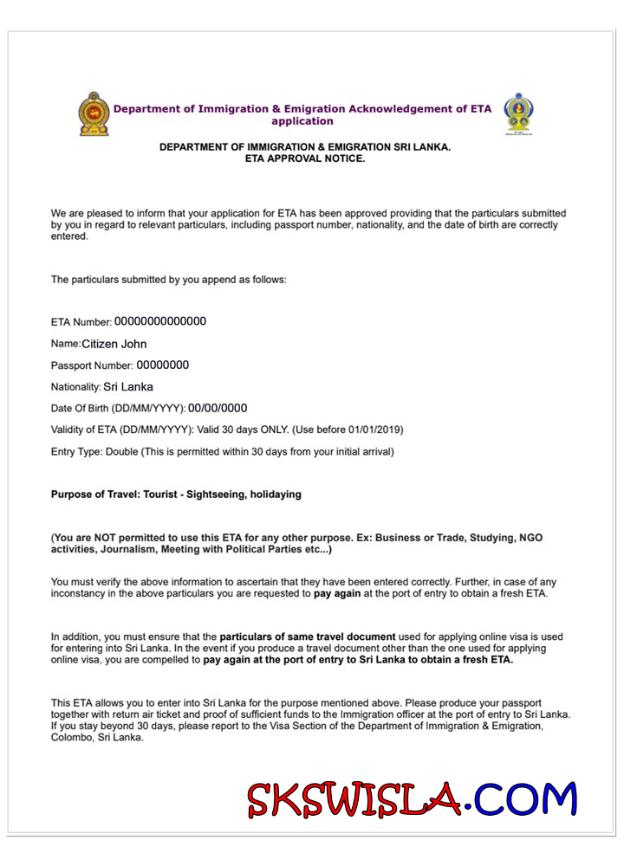 Department of Immigration & Emigration Acknowledgement of ETA
application
DEPARTMENT OF IMMIGRATION & EMIGRATION SRI LANKA.
ETA APPROVAL NOTICE.
We are pleased to inform that your application for ETA has been approved providing that the particulars submitted
by you in regard to relevant particulars, including passport number, nationality, and the date of birth are correctly
entered.
The particulars submitted by you append as follows:
ETA Number: 00000000000000
Name:Citizen John
Passport Number: 00000000
Nationality: Sri Lanka
Date Of Birth (DD/MM/YYYY): 00/00/0000
Validity of ETA (DD/MM/YYYY): Valid 30 days ONLY. (Use before 01/01/2019)
Entry Type: Double (This is permitted within 30 days from your initial arrival)
Purpose of Travel: Tourist - Sightseeing, holidaying
(You are NOT permitted to use this ETA for any other purpose. Ex: Business or Trade, Studying, NGO
activities, Journalism, Meeting with Political Parties etc...)
You must verify the above information to ascertain that they have been entered correctly. Further, in case of any
inconstancy in the above particulars you are requested to pay again at the port of entry to obtain a fresh ETA.
In addition, you must ensure that the particulars of same travel document used for applying online visa is used
for entering into Sri Lanka. In the event if you produce a travel document other than the one used for applying
online visa, you are compelled to pay again at the port of entry to Sri Lanka to obtain a fresh ETA.
This ETA allows you to enter into Sri Lanka for the purpose mentioned above. Please produce your passport
together with return air ticket and proof of sufficient funds to the Immigration officer at the port of entry to Sri Lanka.
If you stay beyond 30 days, please report to the Visa Section of the Department of Immigration & Emigration,
Colombo, Sri Lanka.
SKSWISLA.COM